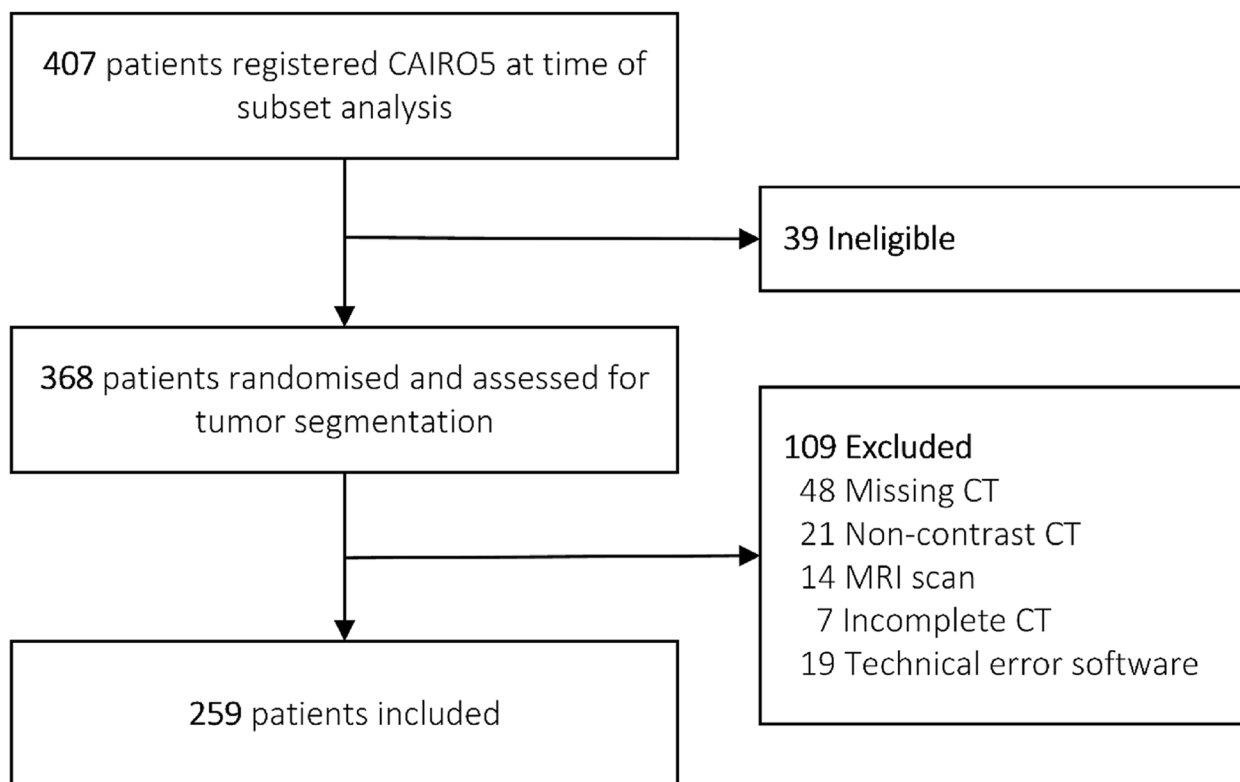 407 patients registered CAIRO5 at time of
subset analysis
39 Ineligible
368 patients randomised and assessed for
tumor segmentation
109 Excluded
48 Missing CT
21 Non-contrast CT
14 MRI scan
7 Incomplete CT
19 Technical error software
259 patients included